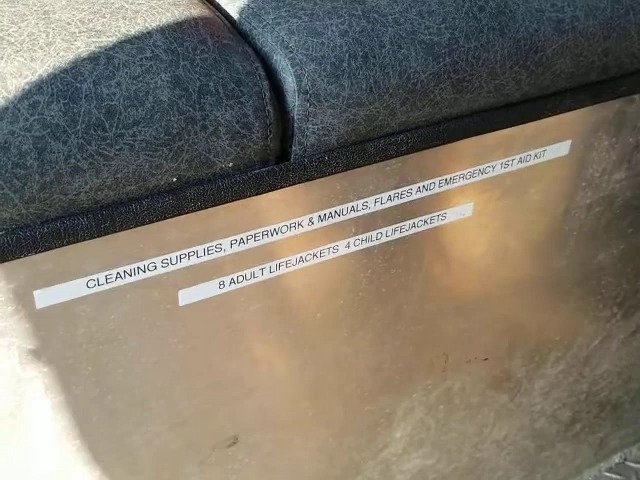 CLEANING SUPPLIES, PAPERWORK & MANUALS, FLARES AND EMERGENCY 1ST AID KIT
8 ADULT LIFEJACKETS 4 CHILD LIFEJACKETS